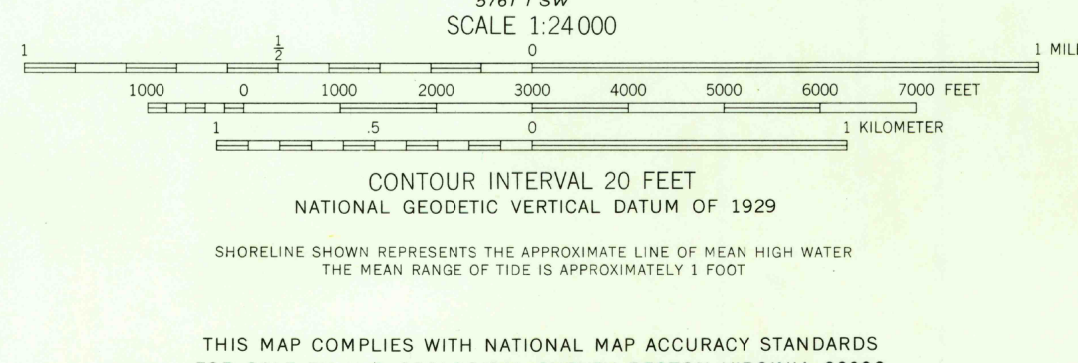 5761 I SW
SCALE 1:24 000
1 1/2 0 1 MIL
1000 0 1000 2000 3000 4000 5000 6000 7000 FEET
1 .5 0 1 KILOMETER
CONTOUR INTERVAL 20 FEET
NATIONAL GEODETIC VERTICAL DATUM OF 1929
SHORELINE SHOWN REPRESENTS THE APPROXIMATE LINE OF MEAN HIGH WATER
THE MEAN RANGE OF TIDE IS APPROXIMATELY 1 FOOT
THIS MAP COMPLIES WITH NATIONAL MAP ACCURACY STANDARDS